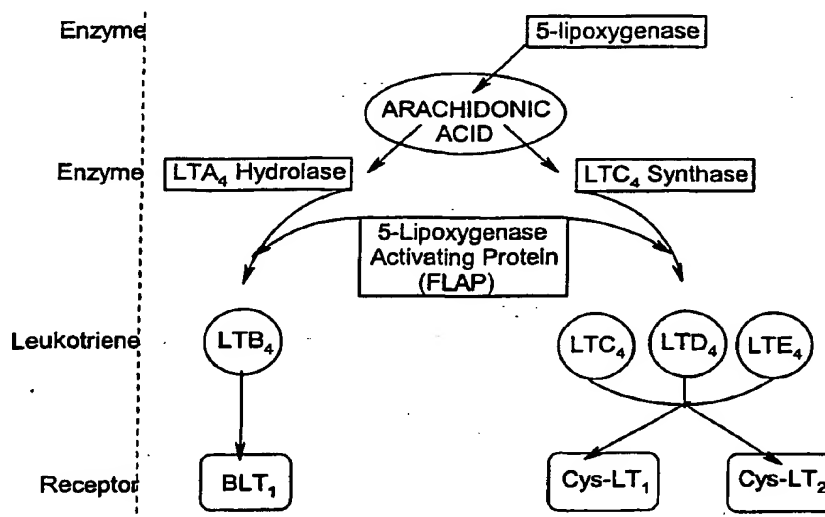 Enzyme
5-lipoxygenase
ARACHIDONIC
ACID
Enzyme
LTA₄ Hydrolase
LTC₄ Synthase
5-Lipoxygenase
Activating Protein
(FLAP)
Leukotriene
LTB₄
LTC₄
LTD₄
LTE₄
Receptor
BLT₁
Cys-LT₁
Cys-LT₂